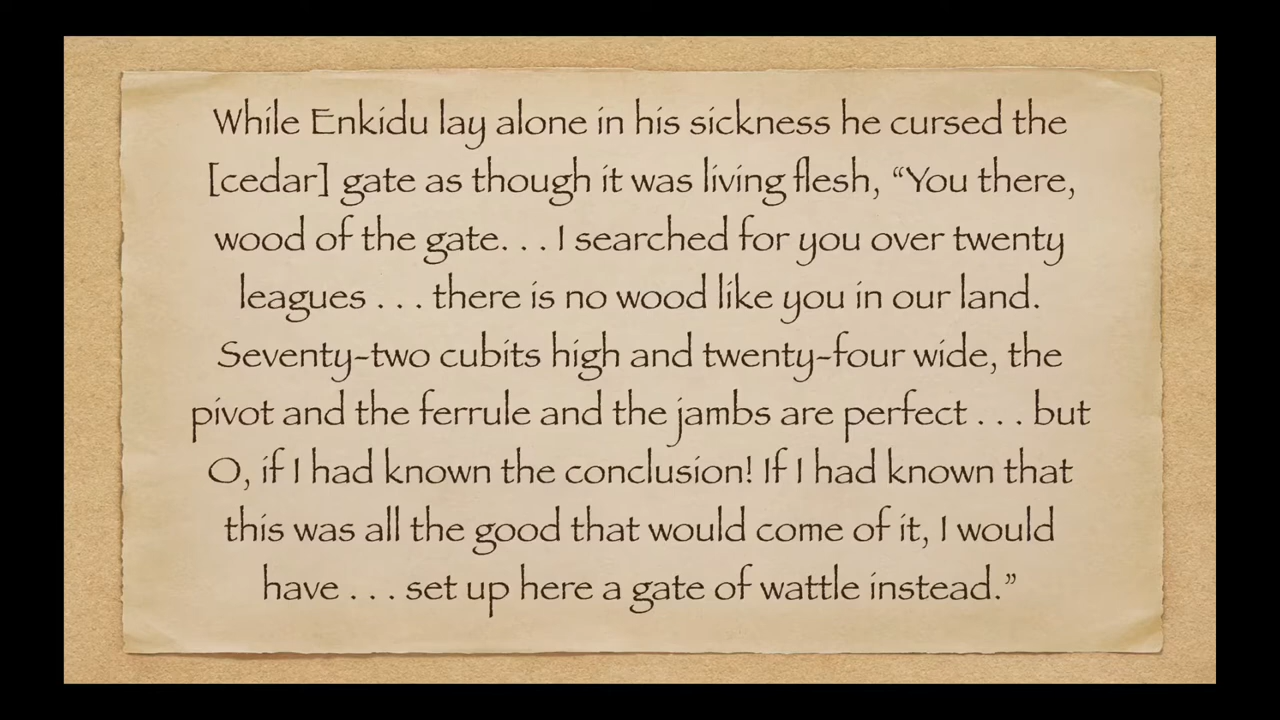 While Enkidu lay alone in his sickness he cursed the
[cedar] gate as though it was living flesh, “You there,
wood of the gate. . . I searched for you over twenty
leagues . . . there is no wood like you in our land.
Seventy-two cubits high and twenty-four wide, the
pivot and the ferrule and the jambs are perfect . . . but
O, if I had known the conclusion! If I had known that
this was all the good that would come of it, I would
have . . . set up here a gate of wattle instead.”